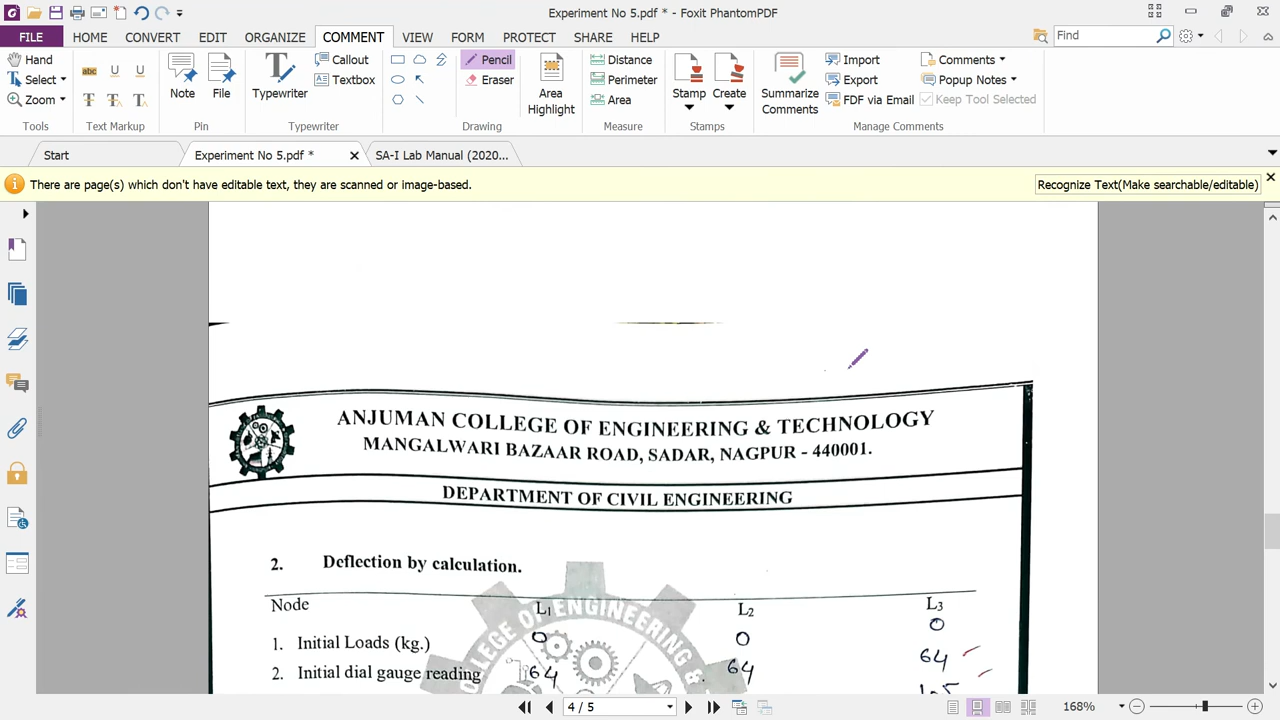 Experiment No 5.pdf * - Foxit PhantomPDF
FILE HOME CONVERT EDIT ORGANIZE COMMENT VIEW FORM PROTECT SHARE HELP Find
Hand
Select
Zoom
Tools
abc U U
T T T
Text Markup
Note File
Pin
Typewriter
Callout
Textbox
Typewriter
Pencil
Eraser
Area Highlight
Drawing
Distance
Perimeter
Area
Measure
Stamp Create
Stamps
Summarize Comments
Import
Export
FDF via Email
Comments
Popup Notes
Keep Tool Selected
Manage Comments
Start Experiment No 5.pdf * SA-I Lab Manual (2020...
There are page(s) which don't have editable text, they are scanned or image-based. Recognize Text(Make searchable/editable)
ANJUMAN COLLEGE OF ENGINEERING & TECHNOLOGY
MANGALWARI BAZAAR ROAD, SADAR, NAGPUR - 440001.
DEPARTMENT OF CIVIL ENGINEERING
2. Deflection by calculation.
Node L1 L2 L3
1. Initial Loads (kg.) 0 0 0
2. Initial dial gauge reading 64 64 64
COLLEGE OF ENGINEERING &
4 / 5 168%